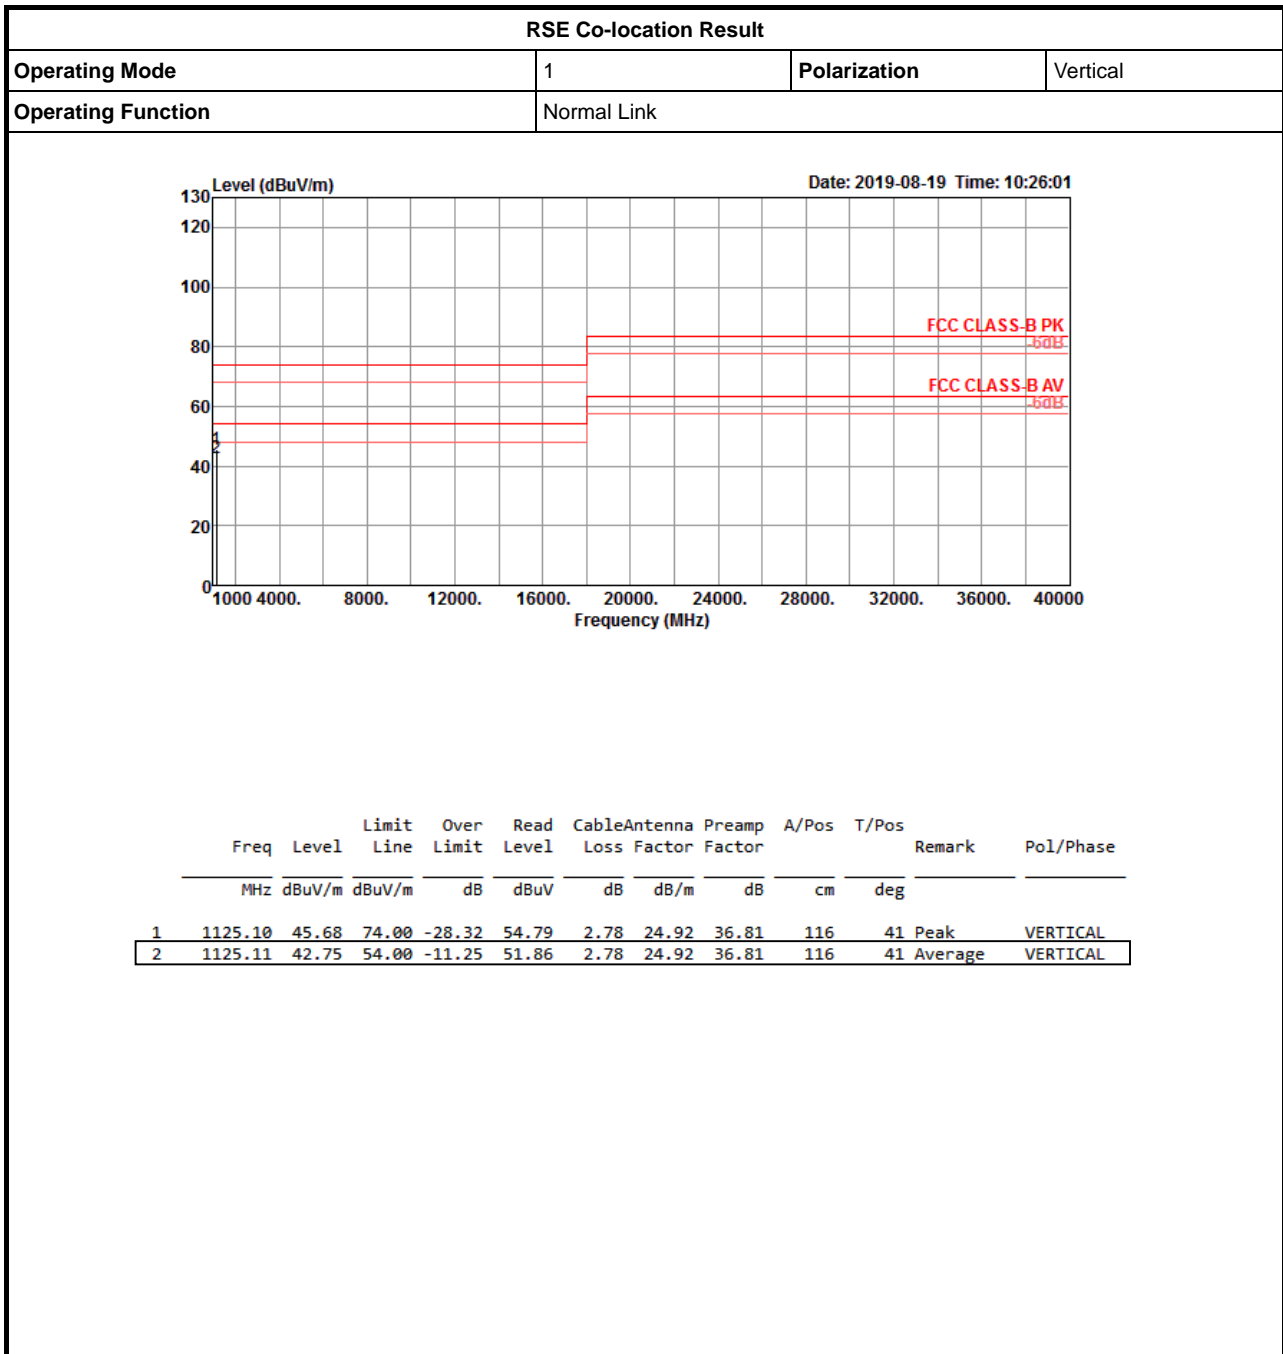 RSE Co-location Result
Operating Mode 1 Polarization Vertical
Operating Function Normal Link
Level (dBuV/m) Date: 2019-08-19 Time: 10:26:01
130
120
100
FCC CLASS-B PK
80 -6dB
FCC CLASS-B AV
60 -6dB
1
2
40
20
0
1000 4000. 8000. 12000. 16000. 20000. 24000. 28000. 32000. 36000. 40000
Frequency (MHz)
Limit Over Read CableAntenna Preamp A/Pos T/Pos
Freq Level Line Limit Level Loss Factor Factor Remark Pol/Phase
MHz dBuV/m dBuV/m dB dBuV dB dB/m dB cm deg
1 1125.10 45.68 74.00 -28.32 54.79 2.78 24.92 36.81 116 41 Peak VERTICAL
2 1125.11 42.75 54.00 -11.25 51.86 2.78 24.92 36.81 116 41 Average VERTICAL